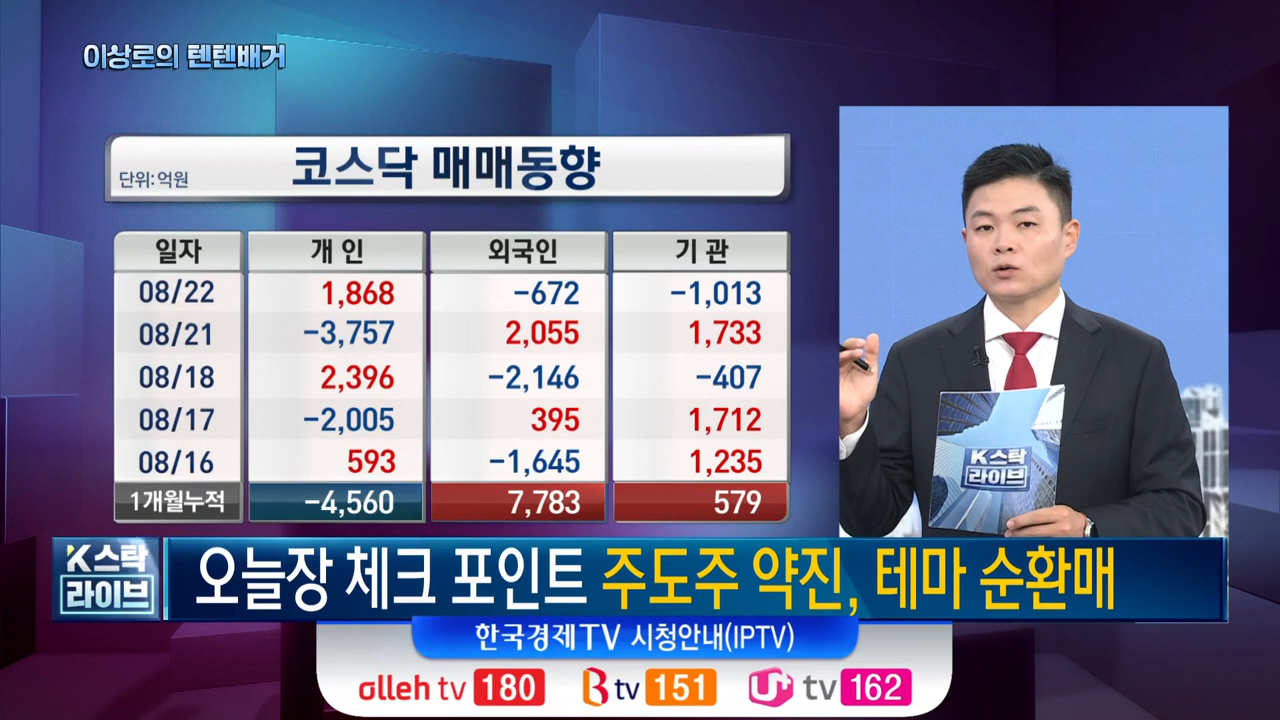 이상로의 텐텐배거
코스닥 매매동향
단위:억원
일자 개인 외국인 기관
08/22 1,868 -672 -1,013
08/21 -3,757 2,055 1,733
08/18 2,396 -2,146 -407
08/17 -2,005 395 1,712
08/16 593 -1,645 1,235
1개월누적 -4,560 7,783 579
K스탁
라이브
K스탁
라이브
오늘장 체크 포인트 주도주 약진, 테마 순환매
한국경제TV 시청안내(IPTV)
olleh tv 180 B tv 151 U+ tv 162